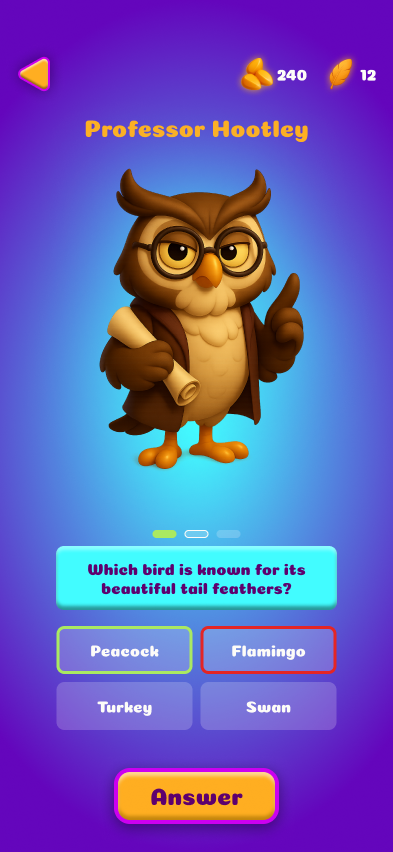 240
12
Professor Hootley
Which bird is known for its
beautiful tail feathers?
Peacock
Flamingo
Turkey
Swan
Answer